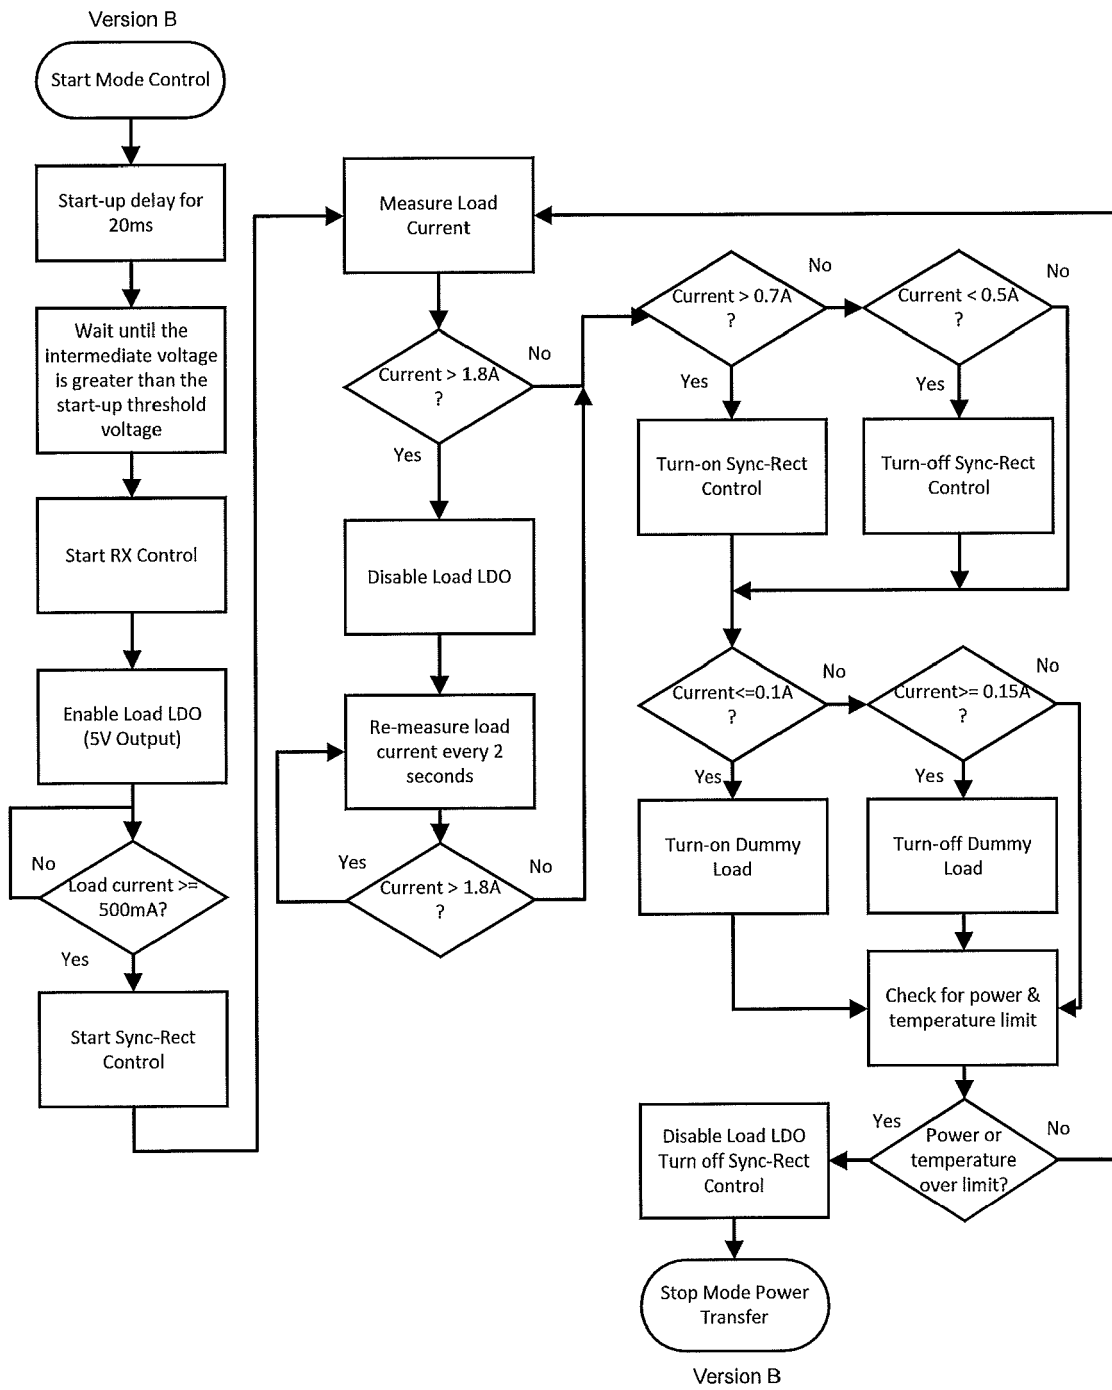 Version B
Start Mode Control
Start-up delay for
20ms
Wait until the
intermediate voltage
is greater than the
start-up threshold
voltage
Start RX Control
Enable Load LDO
(5V Output)
No
Load current >=
500mA?
Yes
Start Sync-Rect
Control
Measure Load
Current
Current > 1.8A
?
No
Yes
Disable Load LDO
Re-measure load
current every 2
seconds
Yes
Current > 1.8A
?
No
Current > 0.7A
?
No
Yes
Turn-on Sync-Rect
Control
Current < 0.5A
?
No
Yes
Turn-off Sync-Rect
Control
Current<=0.1A
?
No
Yes
Turn-on Dummy
Load
Current>= 0.15A
?
No
Yes
Turn-off Dummy
Load
Check for power &
temperature limit
Power or
temperature
over limit?
Yes
No
Disable Load LDO
Turn off Sync-Rect
Control
Stop Mode Power
Transfer
Version B